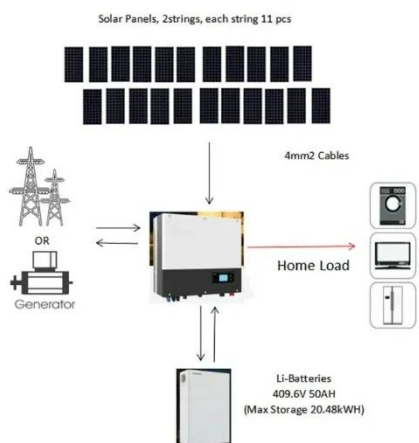 Solar Panels, 2strings, each string 11 pcs
4mm2 Cables
OR
Home Load
Generator
Li-Batteries
409.6V 50AH
(Max Storage 20.48kWH)